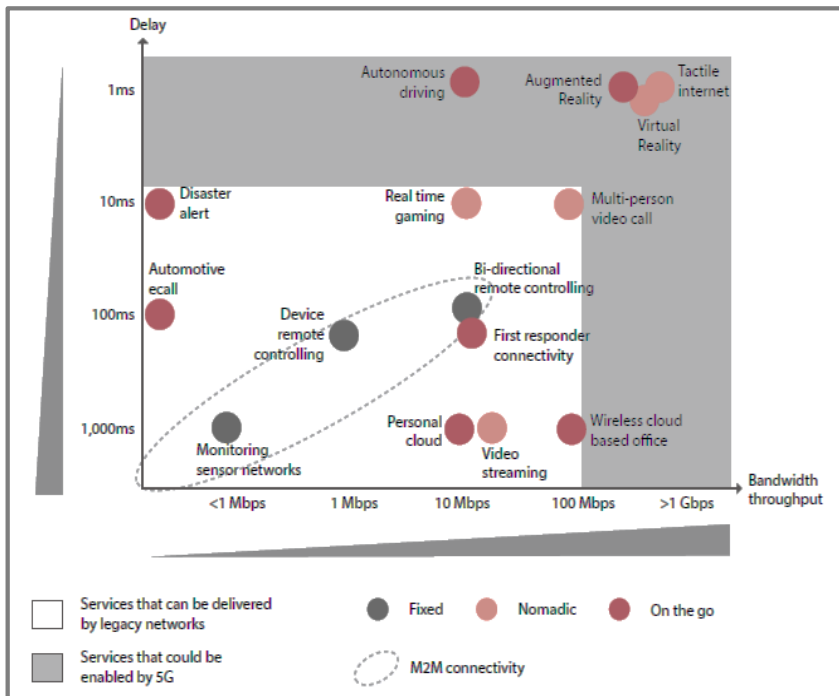 Delay
1ms
Autonomous
driving
Augmented
Reality
Tactile
internet
Virtual
Reality
10ms
Disaster
alert
Real time
gaming
Multi-person
video call
Automotive
ecall
Bi-directional
remote controlling
100ms
Device
remote
controlling
First responder
connectivity
1,000ms
Monitoring
sensor networks
Personal
cloud
Video
streaming
Wireless cloud
based office
<1 Mbps
1 Mbps
10 Mbps
100 Mbps
>1 Gbps
Bandwidth
throughput
Services that can be delivered
by legacy networks
Fixed
Nomadic
On the go
Services that could be
enabled by 5G
M2M connectivity